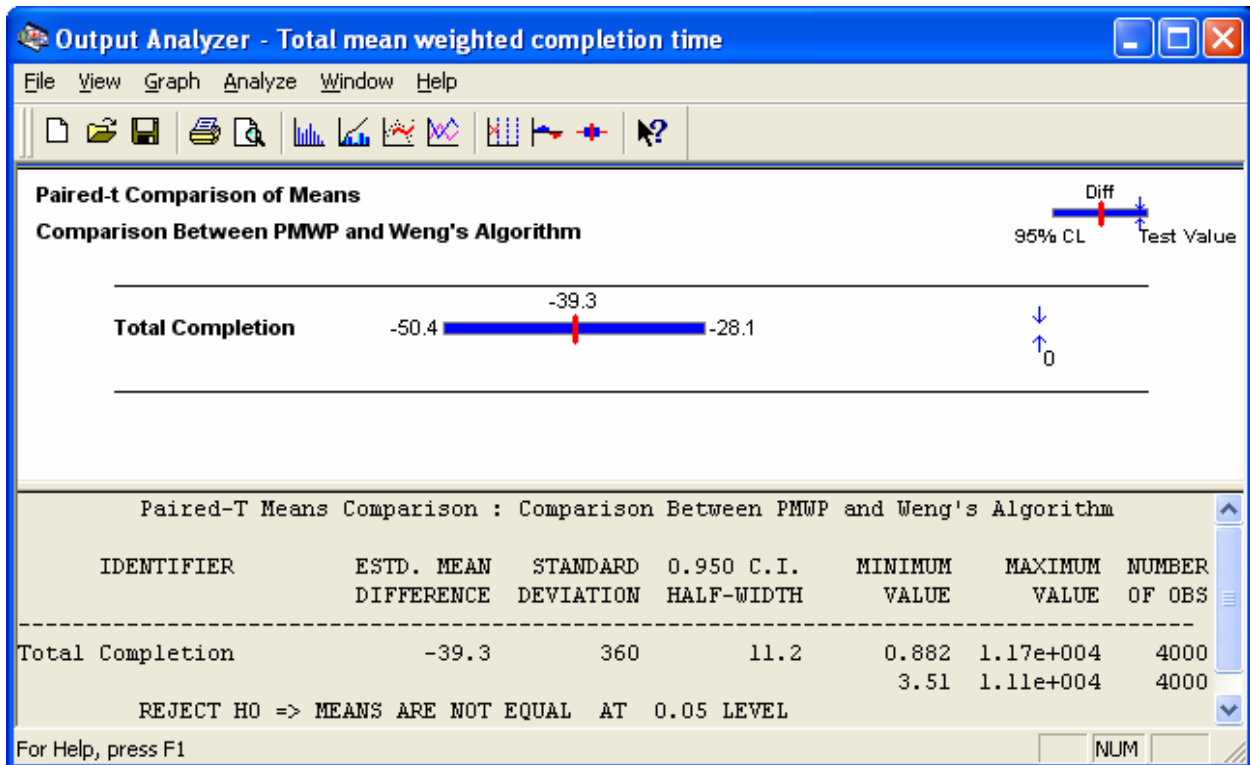 Output Analyzer - Total mean weighted completion time
File View Graph Analyze Window Help
Paired-t Comparison of Means
Comparison Between PMWP and Weng's Algorithm
Diff
95% CL Test Value
-39.3
Total Completion -50.4 -28.1
0
Paired-T Means Comparison : Comparison Between PMWP and Weng's Algorithm
IDENTIFIER ESTD. MEAN STANDARD 0.950 C.I. MINIMUM MAXIMUM NUMBER
DIFFERENCE DEVIATION HALF-WIDTH VALUE VALUE OF OBS
Total Completion -39.3 360 11.2 0.882 1.17e+004 4000
3.51 1.11e+004 4000
REJECT H0 => MEANS ARE NOT EQUAL AT 0.05 LEVEL
For Help, press F1 NUM